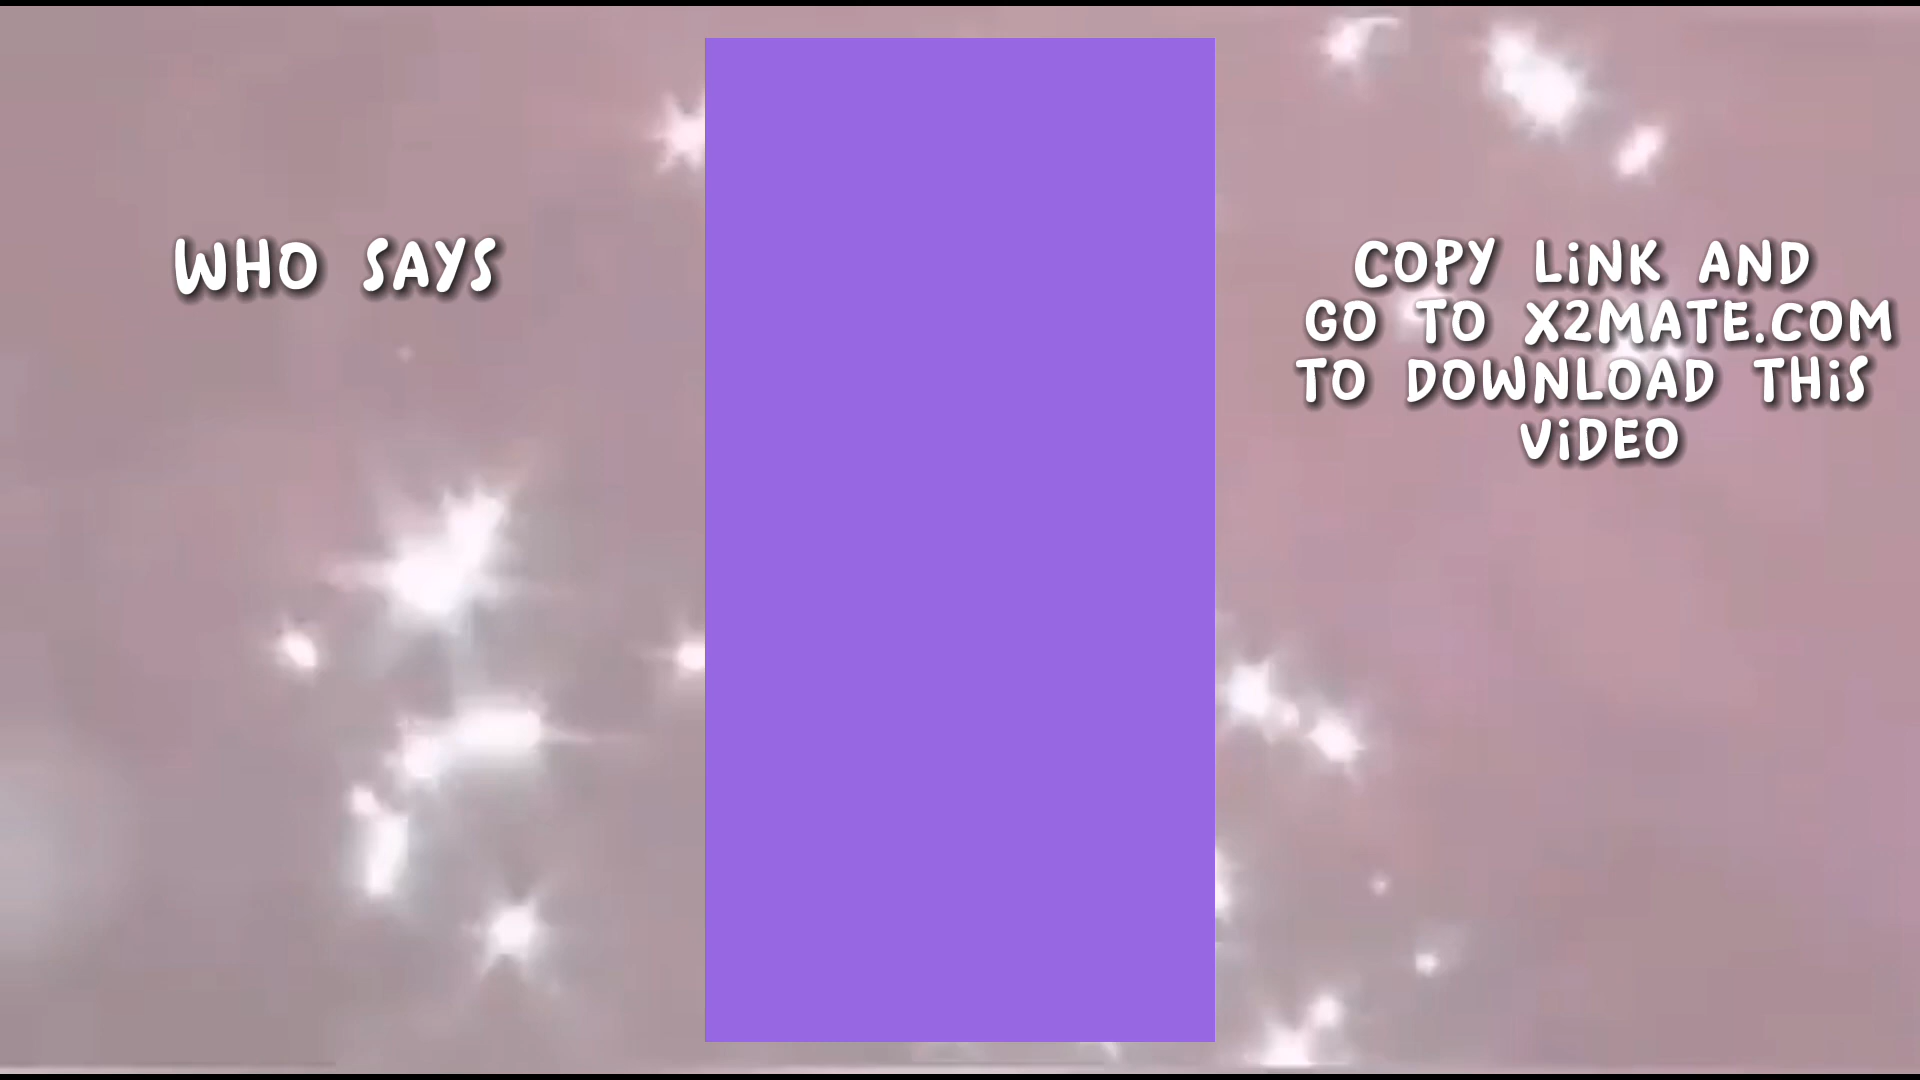 WHO SAYS
COPY LiNK AND
GO TO X2MATE.COM
TO DOWNLOAD THiS
ViDEO